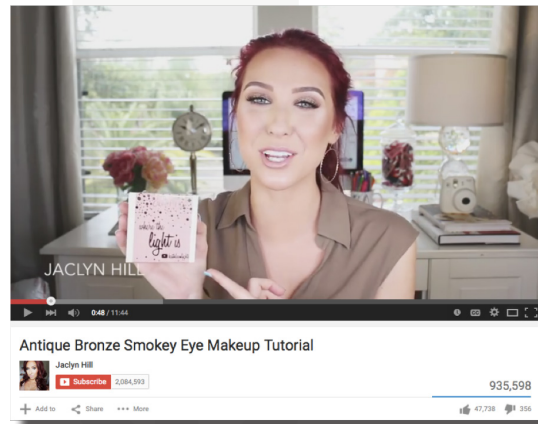 where the
light is
JACLYN HILL
0:48 / 11:44
CC
Antique Bronze Smokey Eye Makeup Tutorial
Jaclyn Hill
Subscribe 2,084,593
935,598
Add to Share More
47,738 356